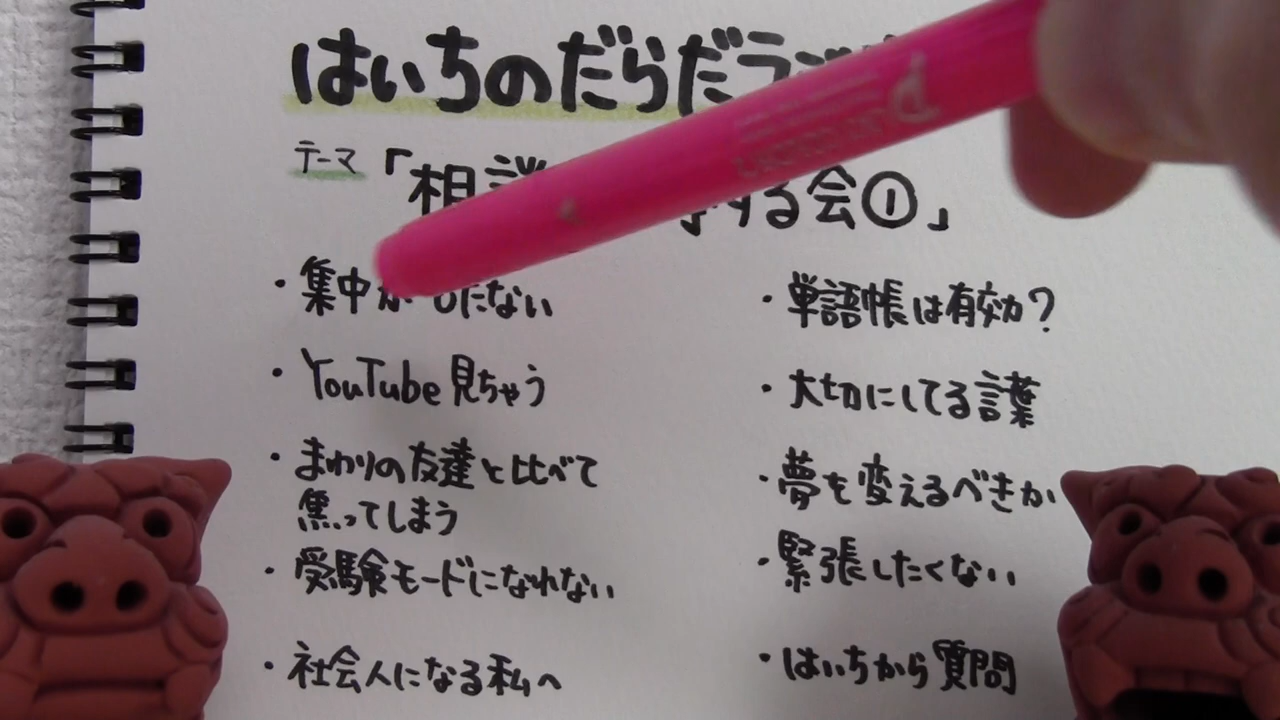 はいちのだらだラ
テーマ
「相談 する会①」
・集中が もたない
・YouTube見ちゃう
・まわりの友達と比べて
焦ってしまう
・受験モードになれない
・社会人になる私へ
・単語帳は有効？
・大切にしてる言葉
・夢を変えるべきか
・緊張したくない
・はいちから質問